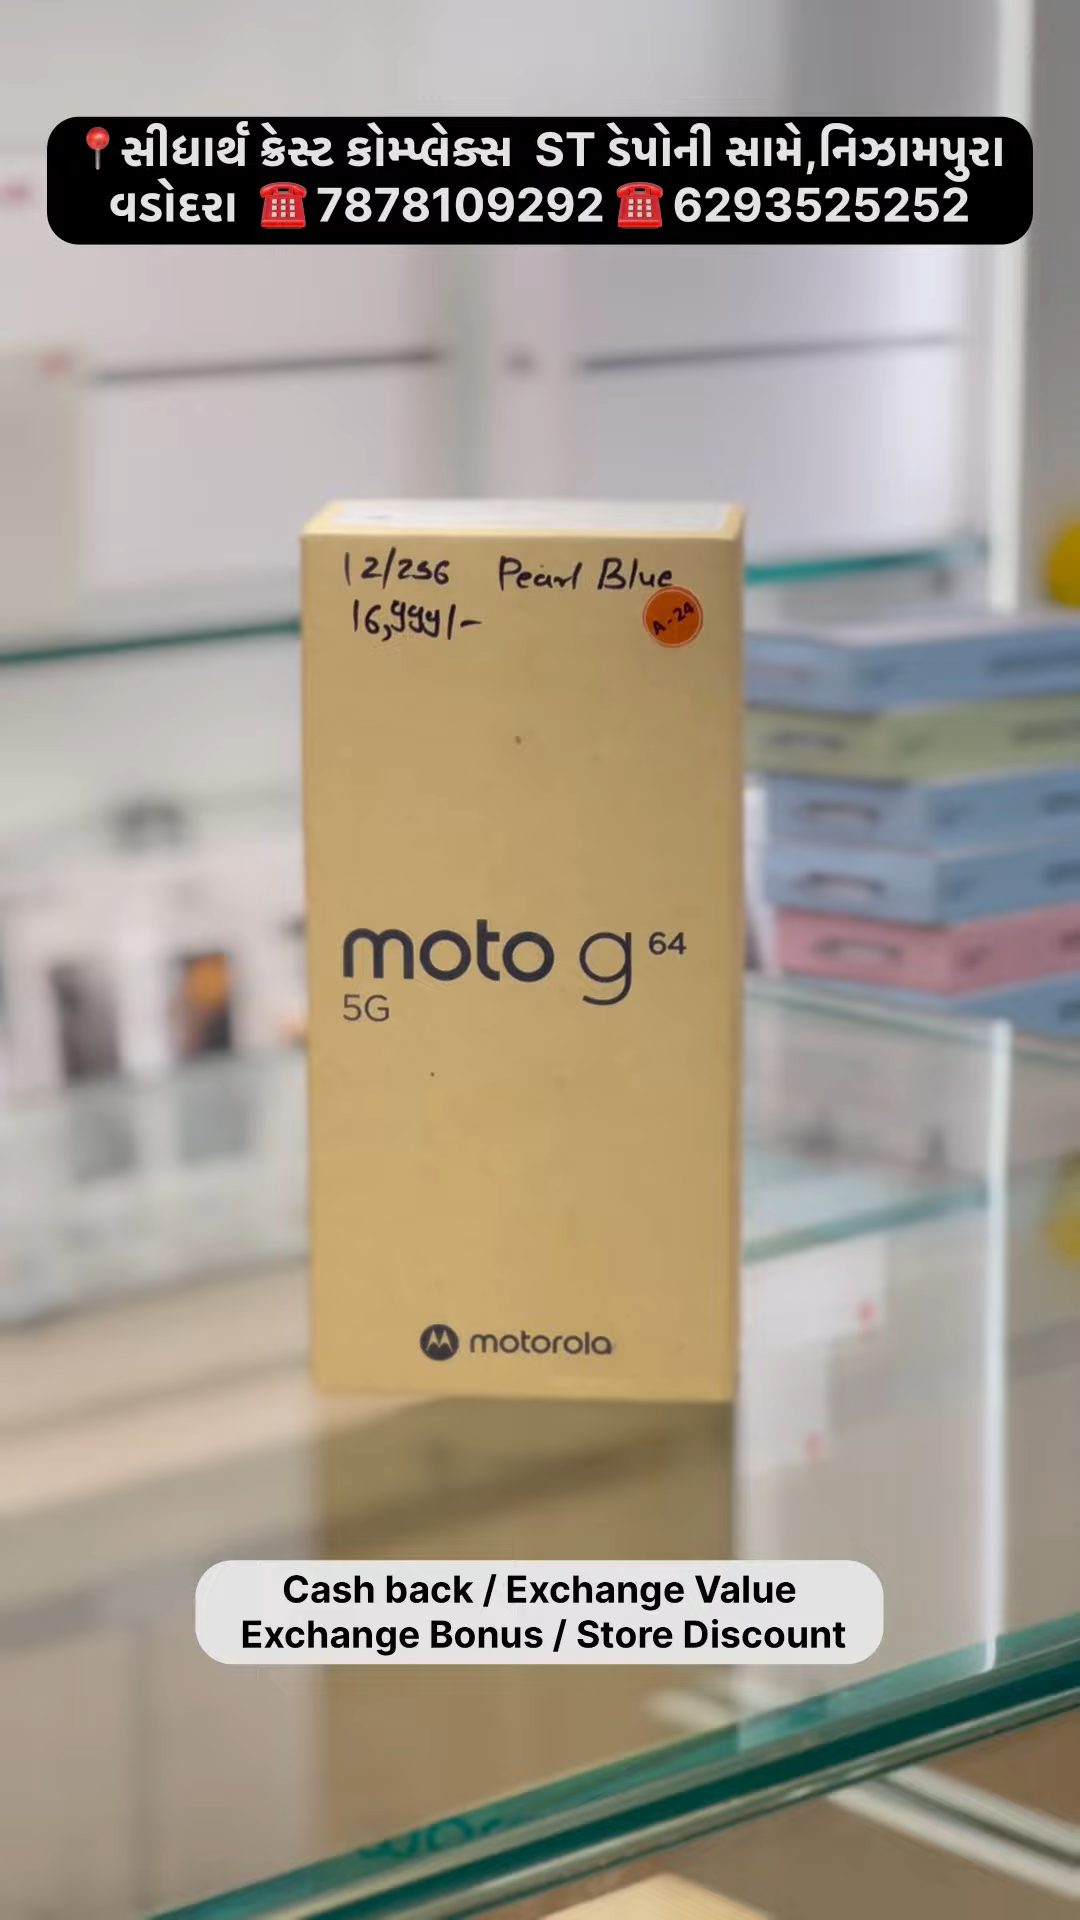 📍સીધાર્થં ક્રેસ્ટ કોમ્પ્લેક્સ ST ડેપોની સામે,નિઝામપુરા
વડોદરા ☎️7878109292 ☎️6293525252
12/256 Pearl Blue
16,999/-
A-24
moto g 64
5G
motorola
Cash back / Exchange Value
Exchange Bonus / Store Discount